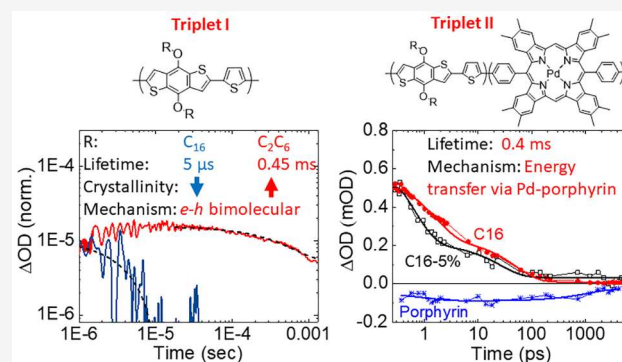 Triplet I
R
O
S
S
S
O
R
R: C₁₆ C₂C₆
Lifetime: 5 µs 0.45 ms
Crystallinity:
Mechanism: e-h bimolecular
ΔOD (norm.)
1E-4
1E-5
1E-6
1E-6 1E-5 1E-4 0.001
Time (sec)
Triplet II
R
O
S
S
S
O
R
N
N Pd N
N
Lifetime: 0.4 ms
Mechanism: Energy
transfer via Pd-porphyrin
C16
C16-5%
Porphyrin
ΔOD (mOD)
0.8
0.6
0.4
0.2
0.0
-0.2
1 10 100 1000
Time (ps)